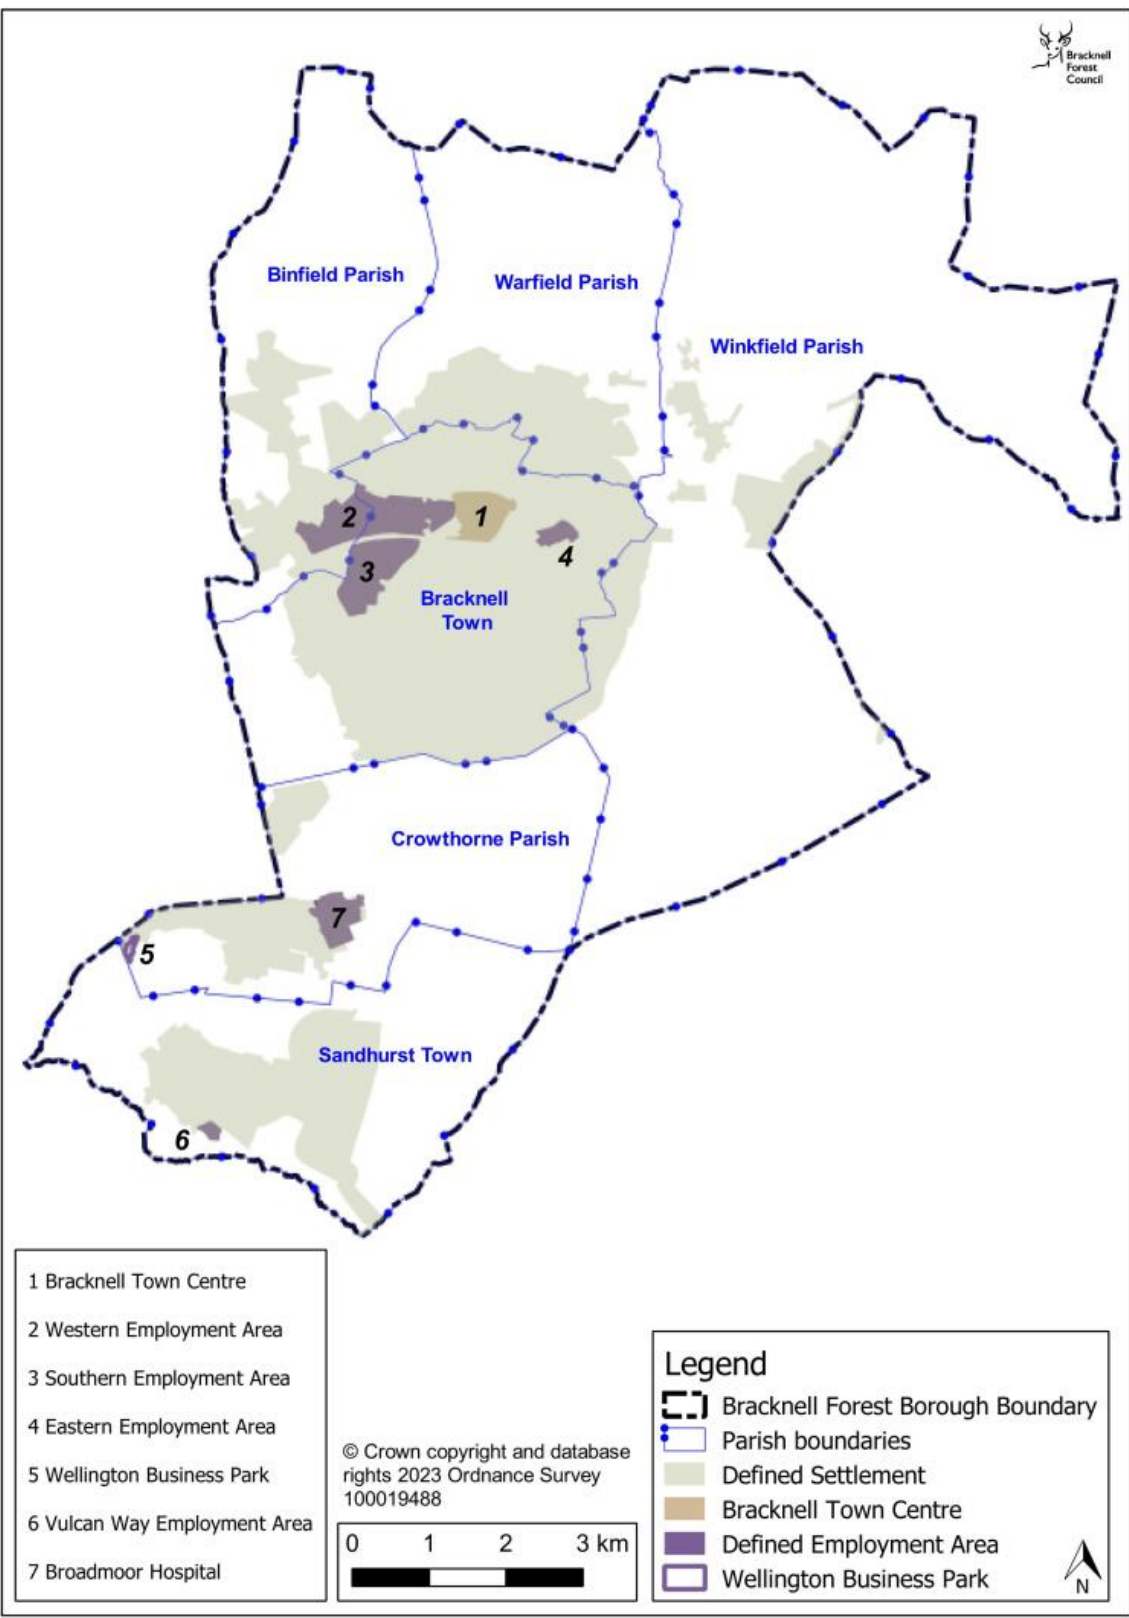 Bracknell
Forest
Council
Binfield Parish
Warfield Parish
Winkfield Parish
2
1
4
3
Bracknell
Town
Crowthorne Parish
7
5
Sandhurst Town
6
1 Bracknell Town Centre
2 Western Employment Area
3 Southern Employment Area
4 Eastern Employment Area
5 Wellington Business Park
6 Vulcan Way Employment Area
7 Broadmoor Hospital
© Crown copyright and database
rights 2023 Ordnance Survey
100019488
0 1 2 3 km
Legend
Bracknell Forest Borough Boundary
Parish boundaries
Defined Settlement
Bracknell Town Centre
Defined Employment Area
Wellington Business Park
N